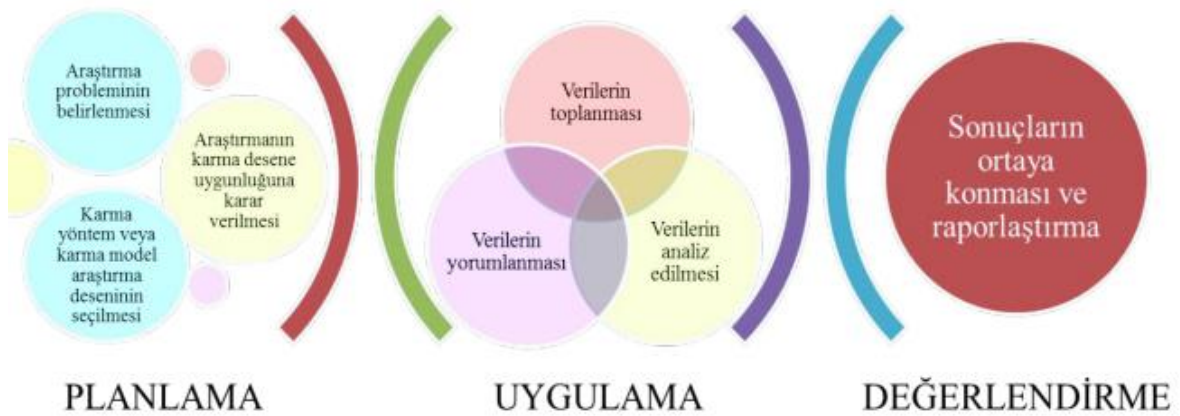 Araştırma
probleminin
belirlenmesi
Araştırmanın
karma desene
uygunluğuna
karar
verilmesi
Karma
yöntem veya
karma model
araştırma
deseninin
seçilmesi
PLANLAMA
Verilerin
toplanması
Verilerin
yorumlanması
Verilerin
analiz
edilmesi
UYGULAMA
Sonuçların
ortaya
konması ve
raporlaştırma
DEĞERLENDİRME